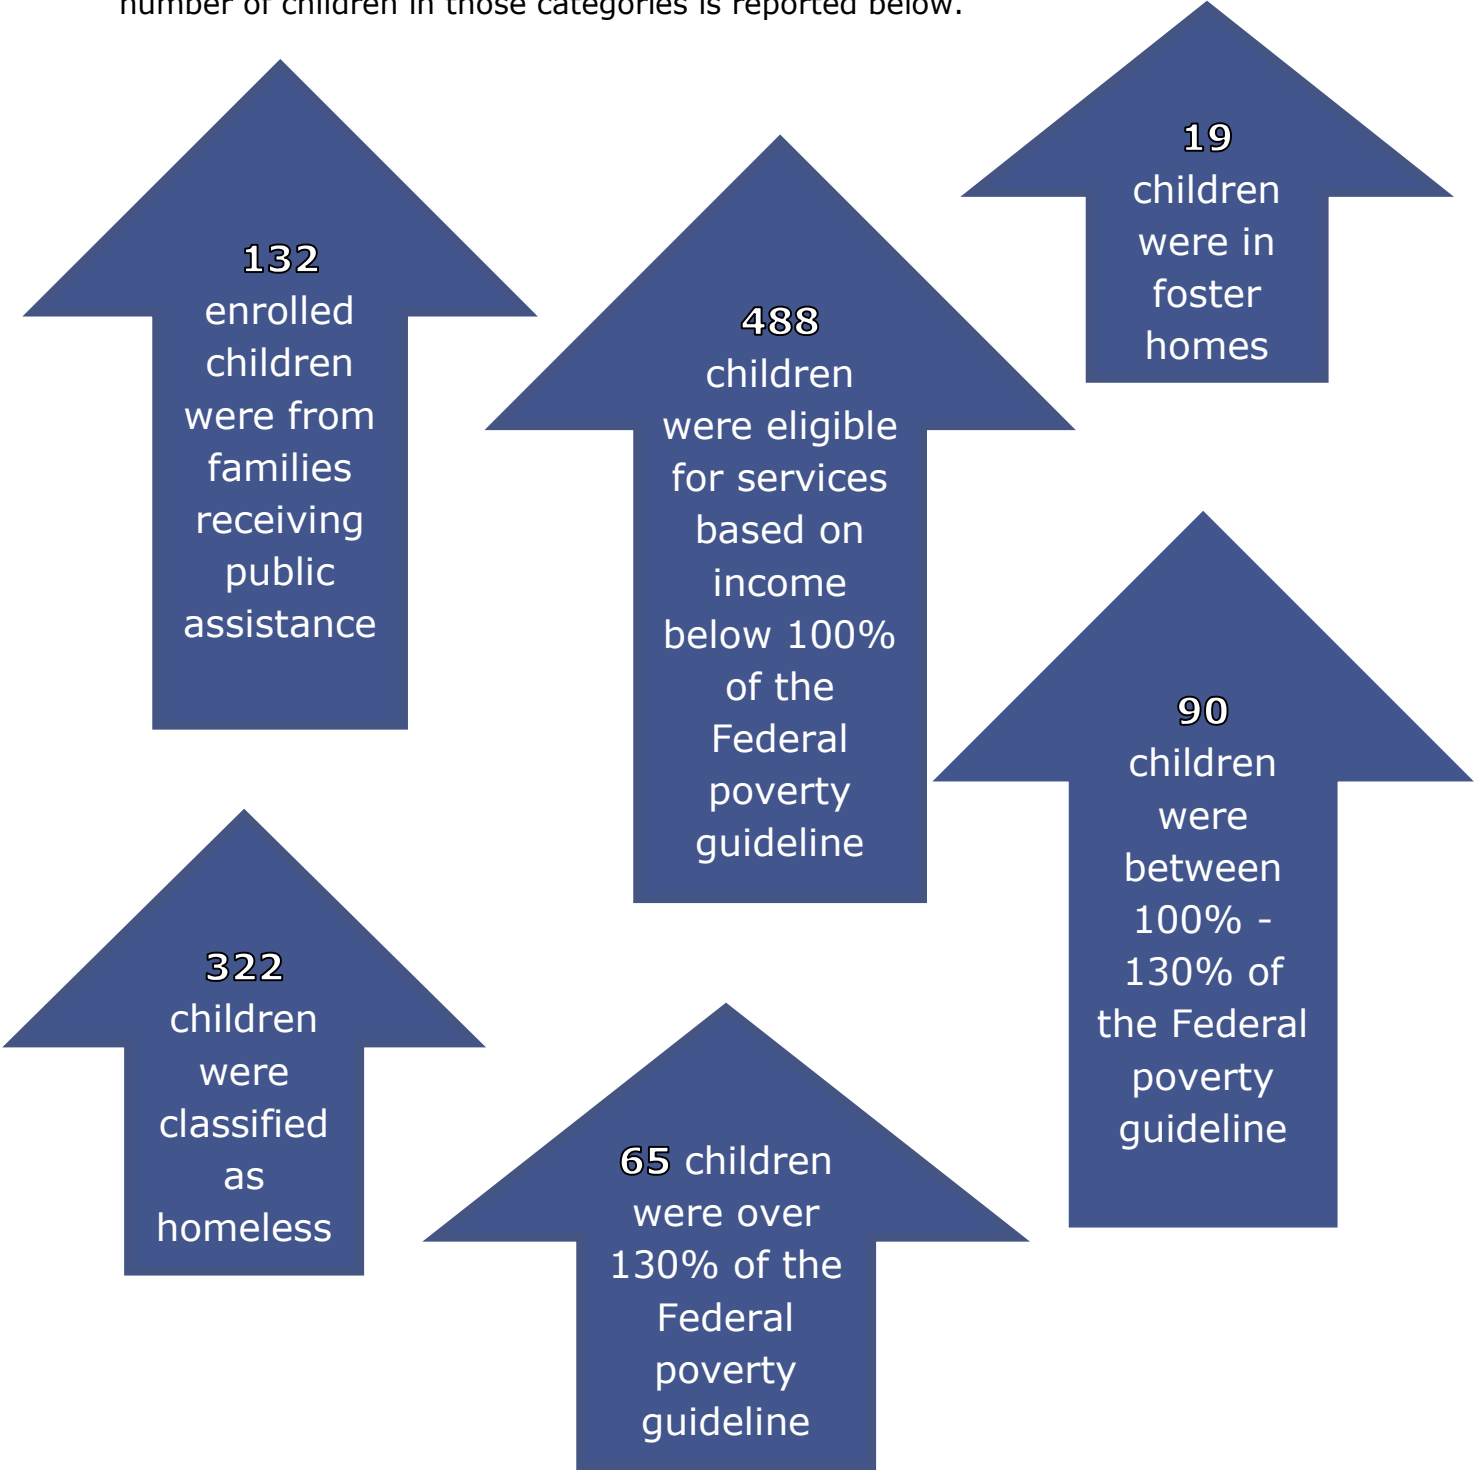 number of children in those categories is reported below.
132
enrolled
children
were from
families
receiving
public
assistance
488
children
were eligible
for services
based on
income
below 100%
of the
Federal
poverty
guideline
19
children
were in
foster
homes
90
children
were
between
100% -
130% of
the Federal
poverty
guideline
322
children
were
classified
as
homeless
65 children
were over
130% of the
Federal
poverty
guideline